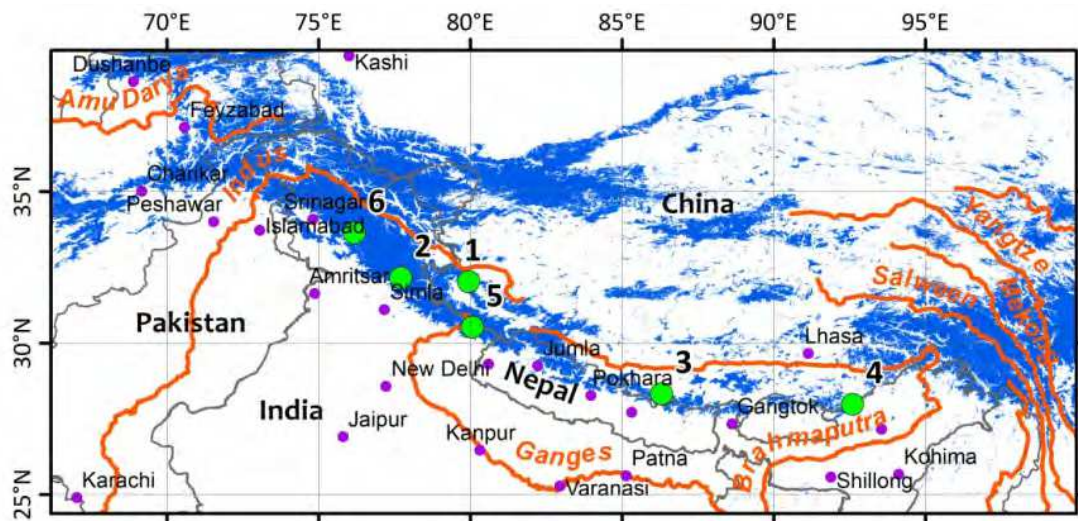 70°E 75°E 80°E 85°E 90°E 95°E
Dushanbe
Kashi
Amu Darya
Feyzabad
35°N
Charikar
Indus
Peshawar
Srinagar
6
Islamabad
China
Yangtze
2
1
Amritsar
Simla
5
Salween
Mekong
Pakistan
30°N
Lhasa
Jumla
3
4
New Delhi
Nepal
Pokhara
India
Jaipur
Gangtok
Brahmaputra
Kanpur
Ganges
Patna
Kohima
Karachi
Varanasi
Shillong
25°N